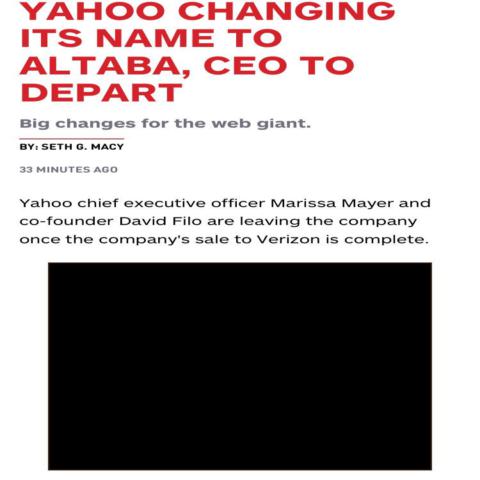 YAHOO CHANGING
ITS NAME TO
ALTABA, CEO TO
DEPART
Big changes for the web giant.
BY: SETH G. MACY
33 MINUTES AGO
Yahoo chief executive officer Marissa Mayer and
co-founder David Filo are leaving the company
once the company's sale to Verizon is complete.